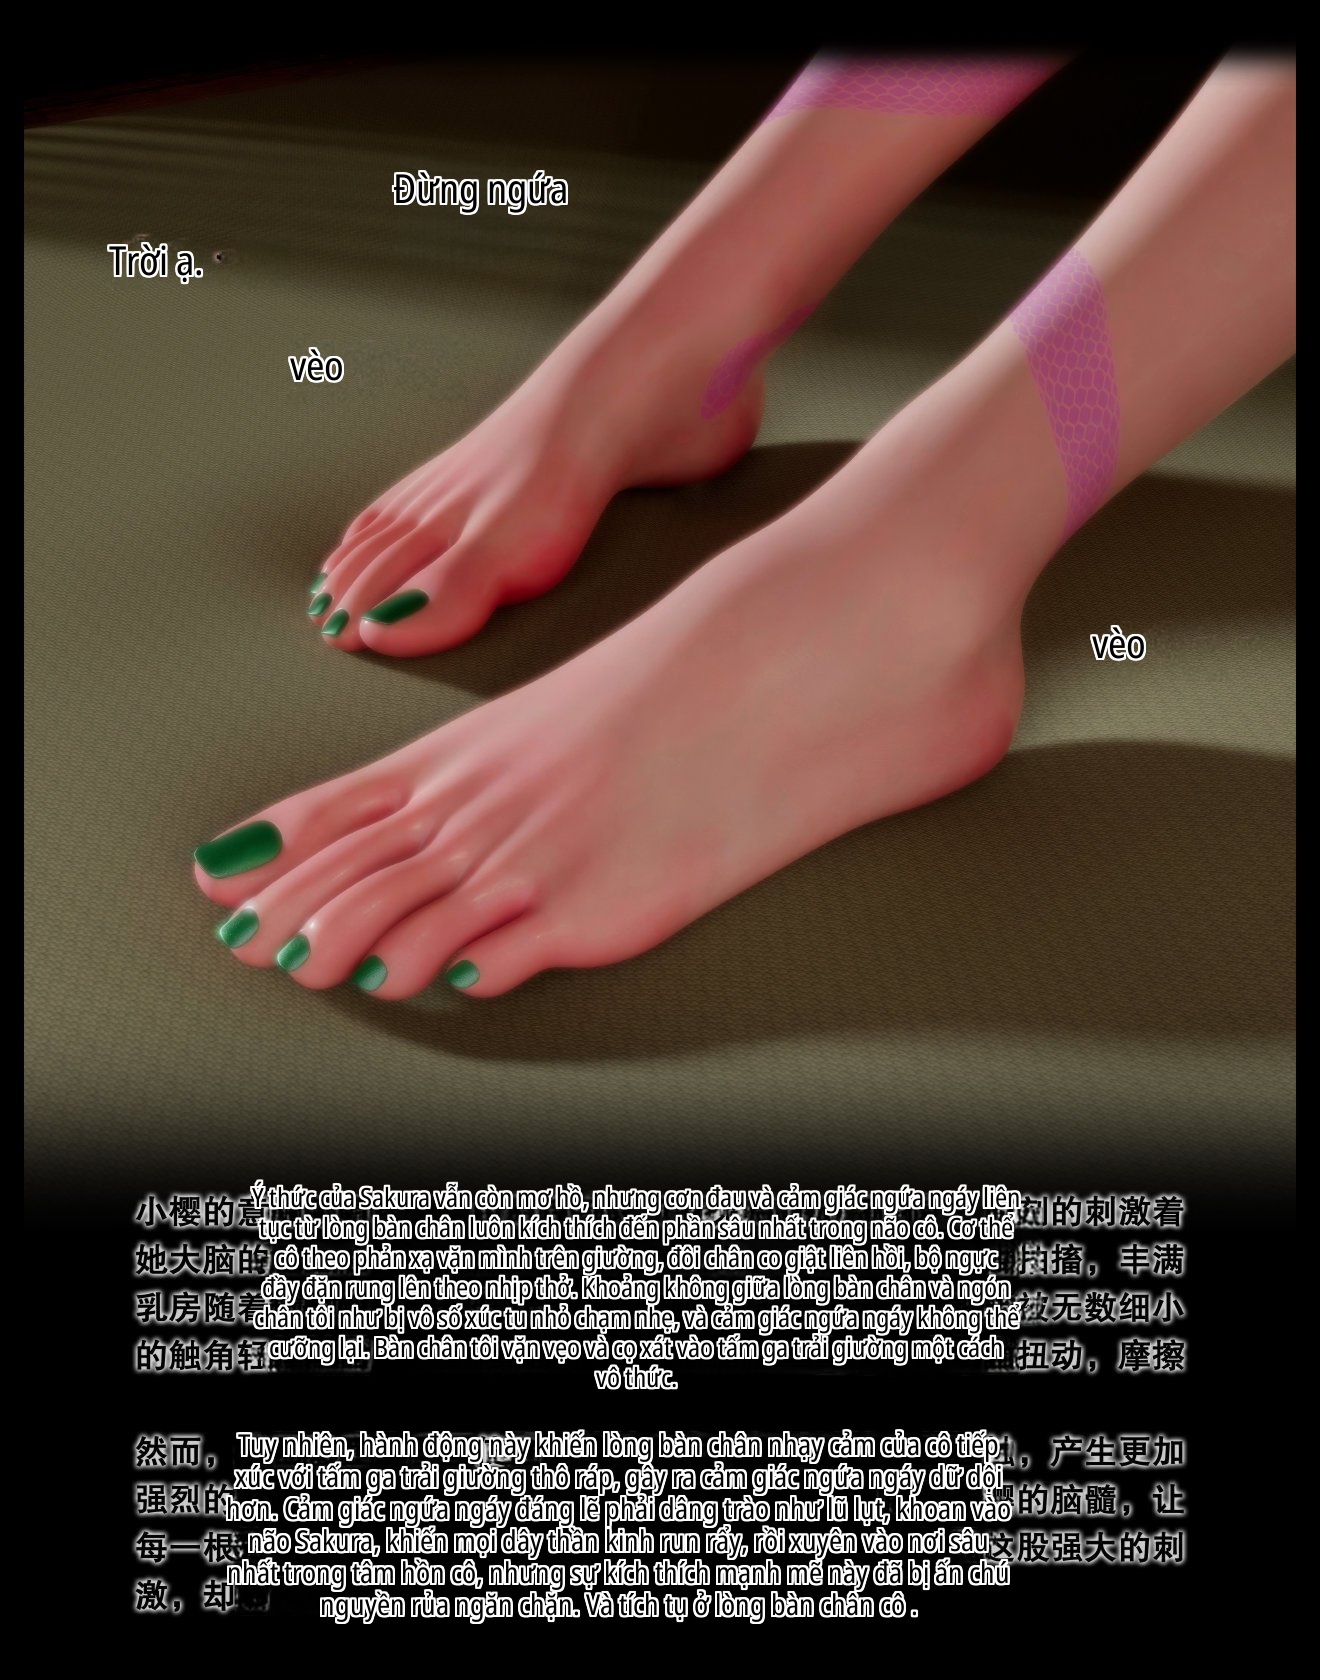 Đừng ngứa
Trời ạ.
vèo
vèo
Ý thức của Sakura vẫn còn mơ hồ, nhưng cơn đau và cảm giác ngứa ngáy liên
tục từ lòng bàn chân luôn kích thích đến phần sâu nhất trong não cô. Cơ thể
cô theo phản xạ vặn mình trên giường, đôi chân co giật liên hồi, bộ ngực
đầy đặn rung lên theo nhịp thở. Khoảng không giữa lòng bàn chân và ngón
chân tôi như bị vô số xúc tu nhỏ chạm nhẹ, và cảm giác ngứa ngáy không thể
cưỡng lại. Bàn chân tôi vặn vẹo và cọ xát vào tấm ga trải giường một cách
vô thức.
小樱的意 刻的刺激着
她大脑的 抽搐，丰满
乳房随着 被无数细小
的触角轻 扭动，摩擦
Tuy nhiên, hành động này khiến lòng bàn chân nhạy cảm của cô tiếp
xúc với tấm ga trải giường thô ráp, gây ra cảm giác ngứa ngáy dữ dội
hơn. Cảm giác ngứa ngáy đáng lẽ phải dâng trào như lũ lụt, khoan vào
não Sakura, khiến mọi dây thần kinh run rẩy, rồi xuyên vào nơi sâu
nhất trong tâm hồn cô, nhưng sự kích thích mạnh mẽ này đã bị ấn chú
nguyền rủa ngăn chặn. Và tích tụ ở lòng bàn chân cô .
然而， ，产生更加
强烈的 的脑髓，让
每一根 这股强大的刺
激，却